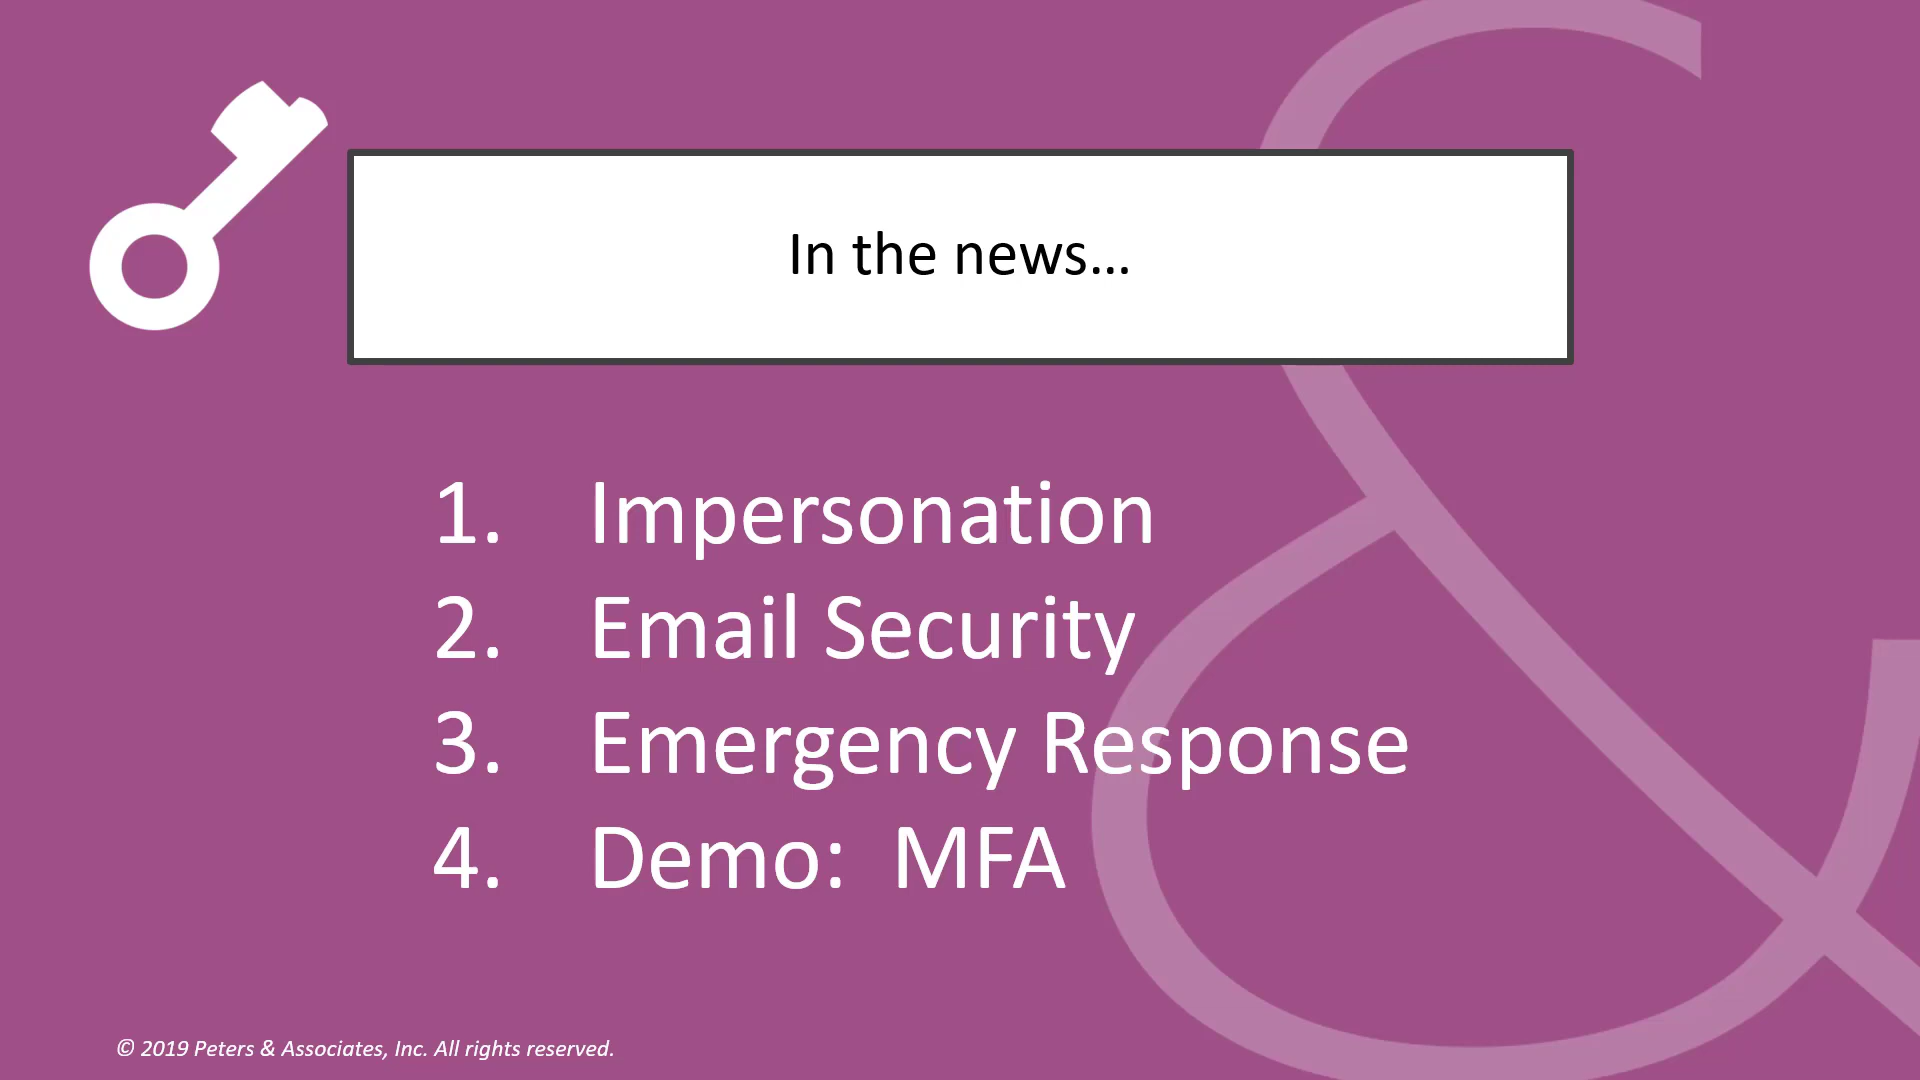 In the news...
1. Impersonation
2. Email Security
3. Emergency Response
4. Demo:  MFA
© 2019 Peters & Associates, Inc. All rights reserved.